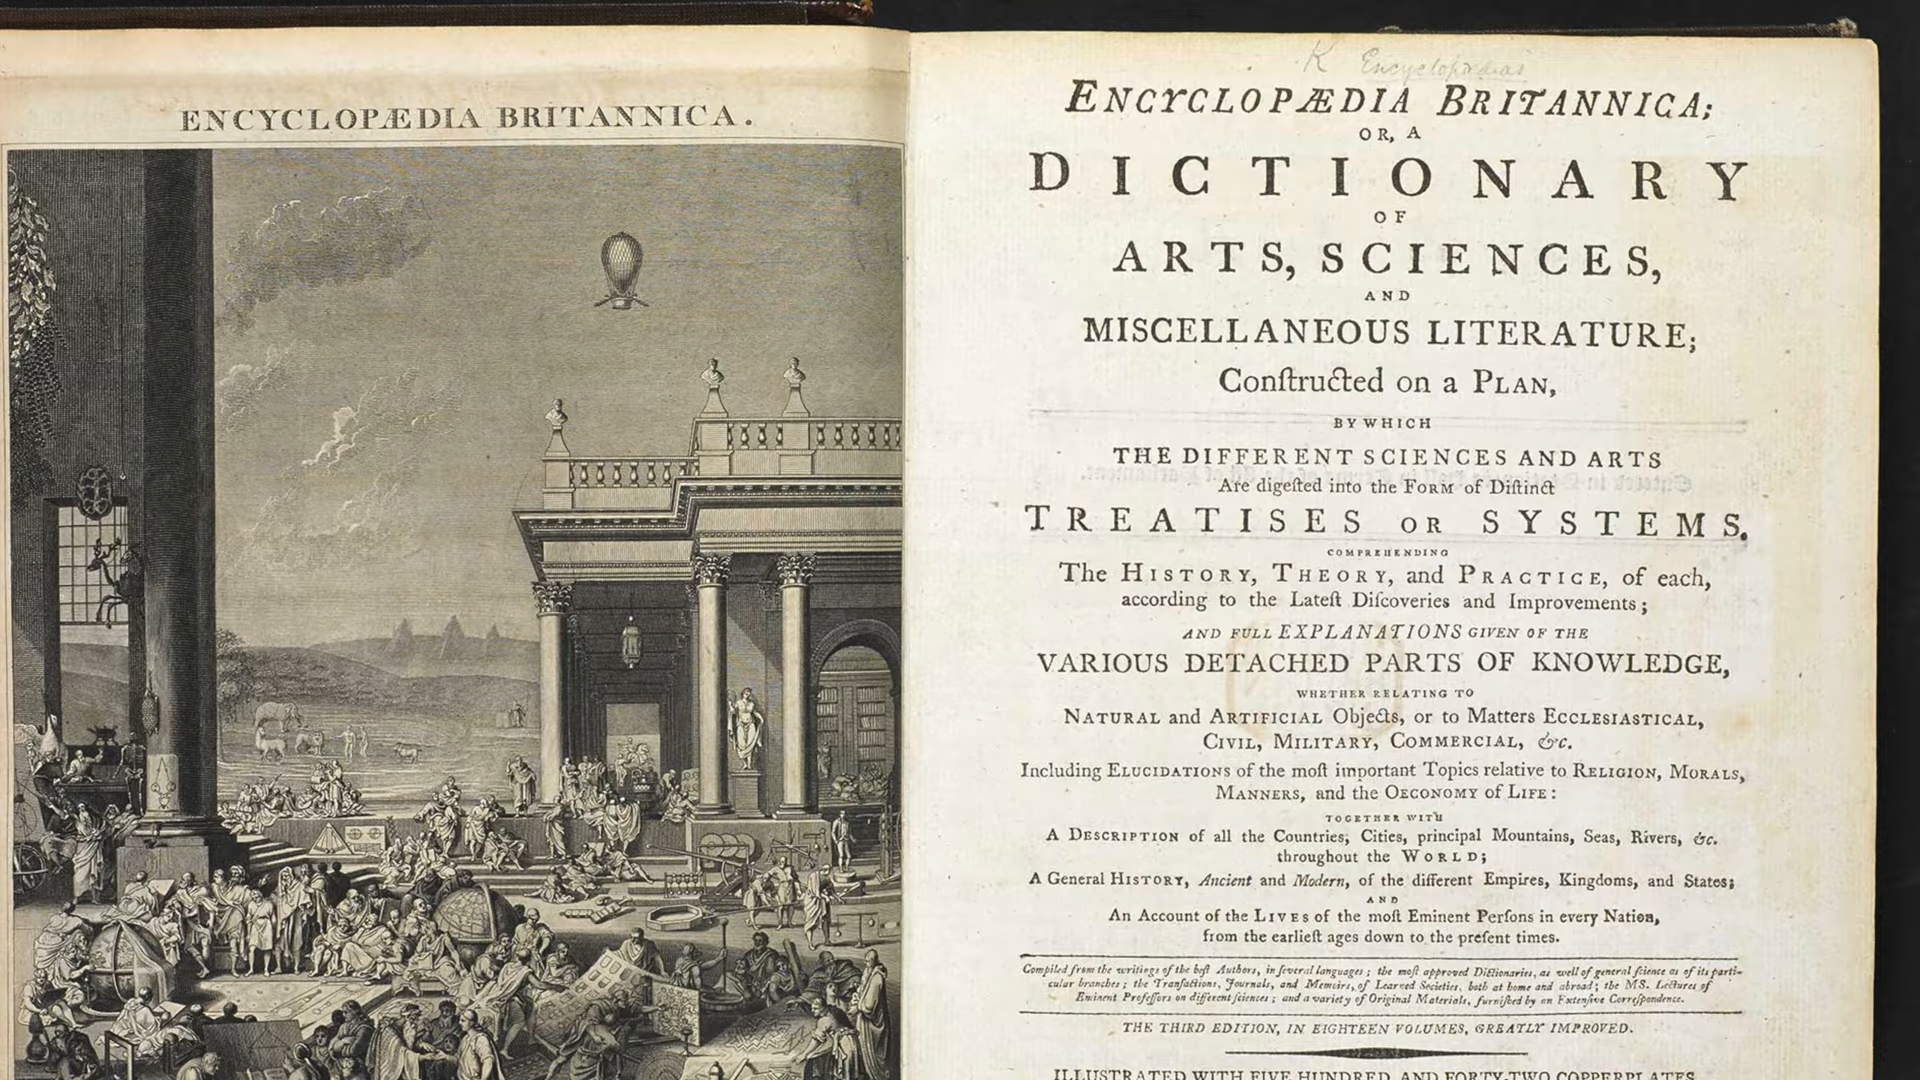 ENCYCLOPÆDIA BRITANNICA.
K Encyclopædias
ENCYCLOPÆDIA BRITANNICA;
OR, A
DICTIONARY
OF
ARTS, SCIENCES,
AND
MISCELLANEOUS LITERATURE;
Conſtructed on a PLAN,
BY WHICH
THE DIFFERENT SCIENCES AND ARTS
Are digeſted into the FORM of Diſtinct
TREATISES OR SYSTEMS,
COMPREHENDING
The HISTORY, THEORY, and PRACTICE, of each,
according to the Lateſt Diſcoveries and Improvements;
AND FULL EXPLANATIONS GIVEN OF THE
VARIOUS DETACHED PARTS OF KNOWLEDGE,
WHETHER RELATING TO
NATURAL and ARTIFICIAL Objects, or to Matters ECCLESIASTICAL,
CIVIL, MILITARY, COMMERCIAL, &c.
Including ELUCIDATIONS of the moſt important Topics relative to RELIGION, MORALS,
MANNERS, and the OECONOMY of LIFE:
TOGETHER WITH
A DESCRIPTION of all the Countries, Cities, principal Mountains, Seas, Rivers, &c.
throughout the WORLD;
A General HISTORY, Ancient and Modern, of the different Empires, Kingdoms, and States;
AND
An Account of the LIVES of the moſt Eminent Perſons in every Nation,
from the earlieſt ages down to the preſent times.
Compiled from the writings of the beſt Authors, in ſeveral languages; the moſt approved Dictionaries, as well of general ſcience as of its parti-
cular branches; the Tranſactions, Journals, and Memoirs, of Learned Societies, both at home and abroad; the MS. Lectures of
Eminent Profeſſors on different ſciences; and a variety of Original Materials, furniſhed by an Extenſive Correſpondence.
THE THIRD EDITION, IN EIGHTEEN VOLUMES, GREATLY IMPROVED.
ILLUSTRATED WITH FIVE HUNDRED AND FORTY-TWO COPPERPLATES.